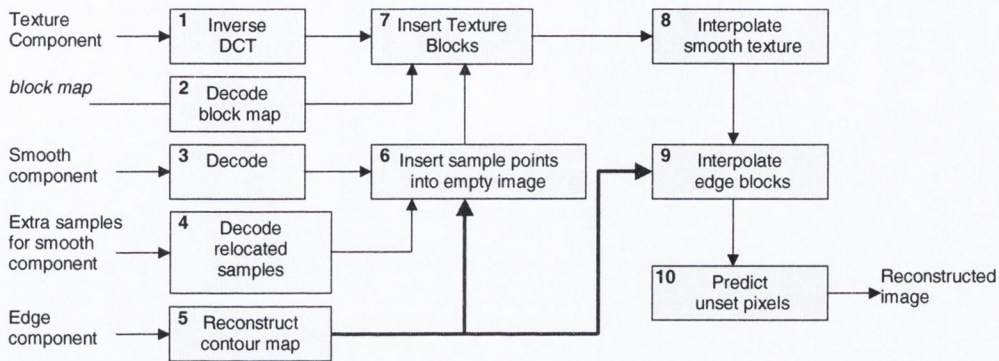 Texture
Component
1
Inverse
DCT
7
Insert Texture
Blocks
8
Interpolate
smooth texture
block map
2
Decode
block map
Smooth
component
3
Decode
6
Insert sample points
into empty image
9
Interpolate
edge blocks
Extra samples
for smooth
component
4
Decode
relocated
samples
10
Predict
unset pixels
Reconstructed
image
Edge
component
5
Reconstruct
contour map